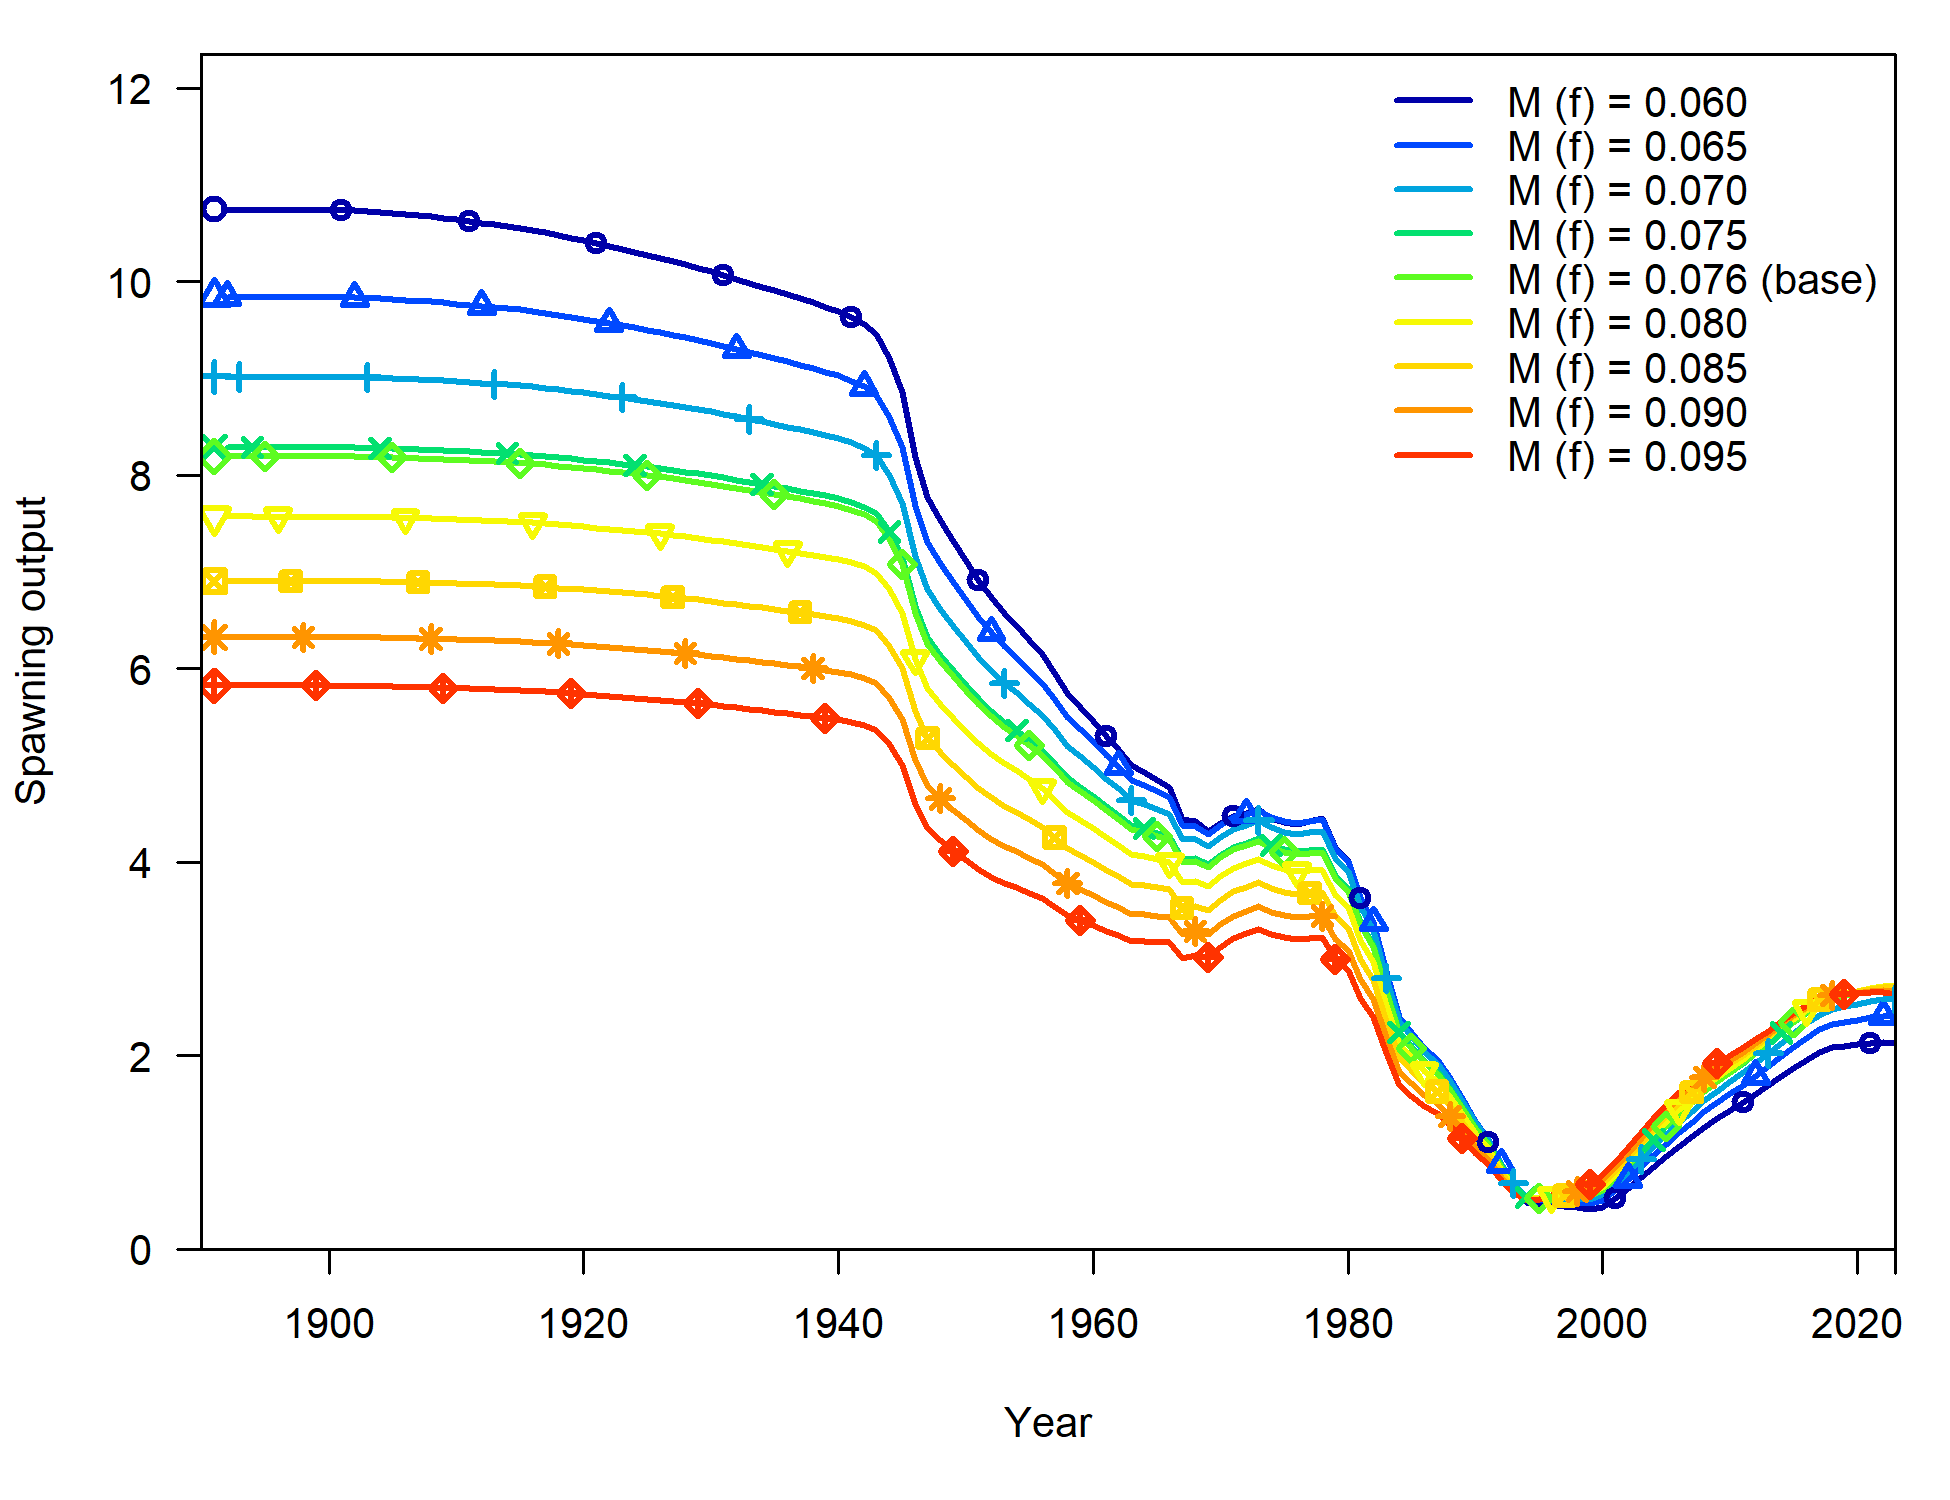 12
10
8
6
4
2
0
Spawning output
M (f) = 0.060
M (f) = 0.065
M (f) = 0.070
M (f) = 0.075
M (f) = 0.076 (base)
M (f) = 0.080
M (f) = 0.085
M (f) = 0.090
M (f) = 0.095
1900 1920 1940 1960 1980 2000 2020
Year